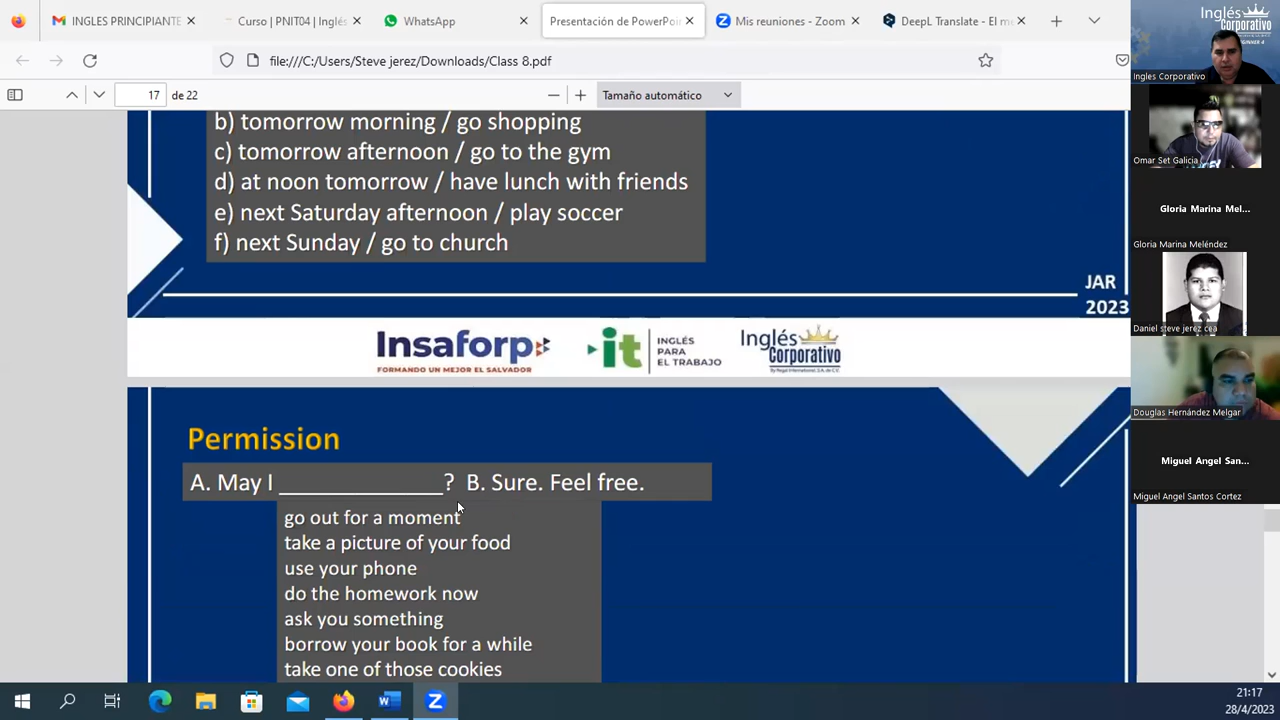 INGLES PRINCIPIANTE
Curso | PNIT04 | Inglés
WhatsApp
Presentación de PowerPoin
Mis reuniones - Zoom
DeepL Translate - El me
file:///C:/Users/Steve jerez/Downloads/Class 8.pdf
17 de 22
Tamaño automático
b) tomorrow morning / go shopping
c) tomorrow afternoon / go to the gym
d) at noon tomorrow / have lunch with friends
e) next Saturday afternoon / play soccer
f) next Sunday / go to church
JAR
2023
Insaforp
FORMANDO UN MEJOR EL SALVADOR
it
INGLÉS
PARA
EL TRABAJO
Inglés
Corporativo
By Regal International, S.A. de C.V.
Permission
A. May I ______________? B. Sure. Feel free.
go out for a moment
take a picture of your food
use your phone
do the homework now
ask you something
borrow your book for a while
take one of those cookies
Inglés
Corporativo
Ingles Corporativo
Omar Set Galicia
Gloria Marina Mel...
Gloria Marina Meléndez
Daniel steve jerez cea
Douglas Hernández Melgar
Miguel Angel San...
Miguel Angel Santos Cortez
21:17
28/4/2023